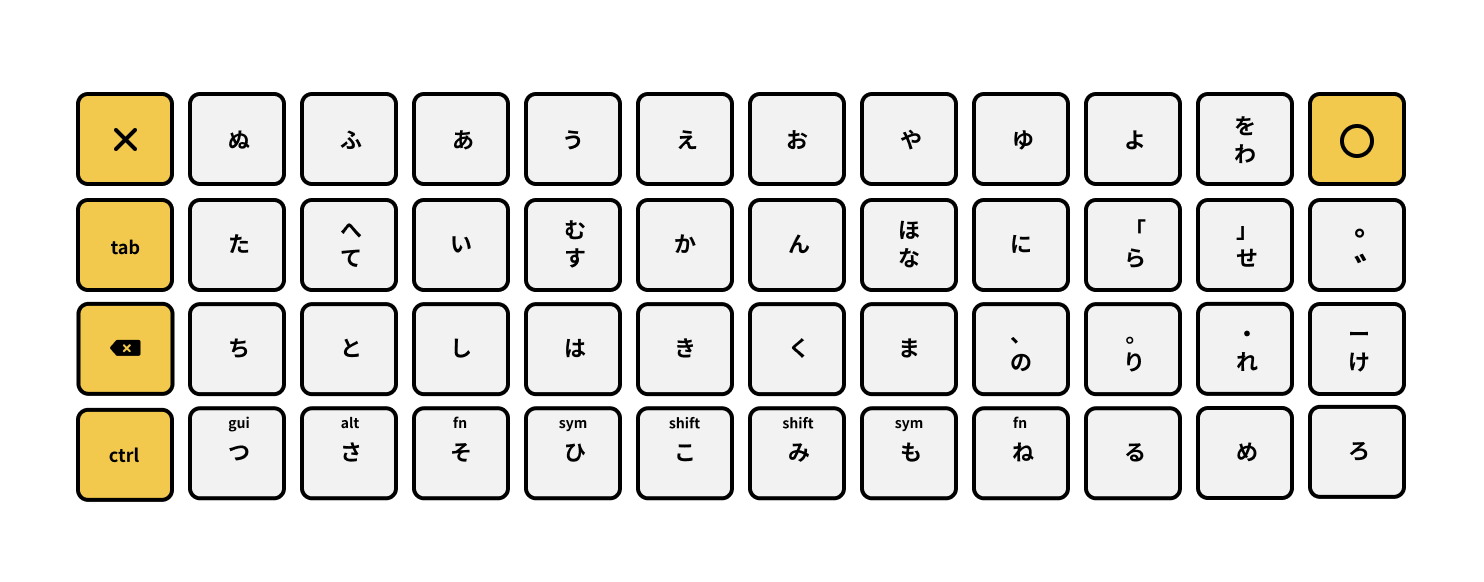 × ぬ ふ あ う え お や ゆ よ を ○
わ
tab た へ い む か ん ほ に 「 」 ゜
て す な ら せ ゛
ち と し は き く ま 、 。 ・ ー
の り れ け
gui alt fn sym shift shift sym fn
ctrl つ さ そ ひ こ み も ね る め ろ